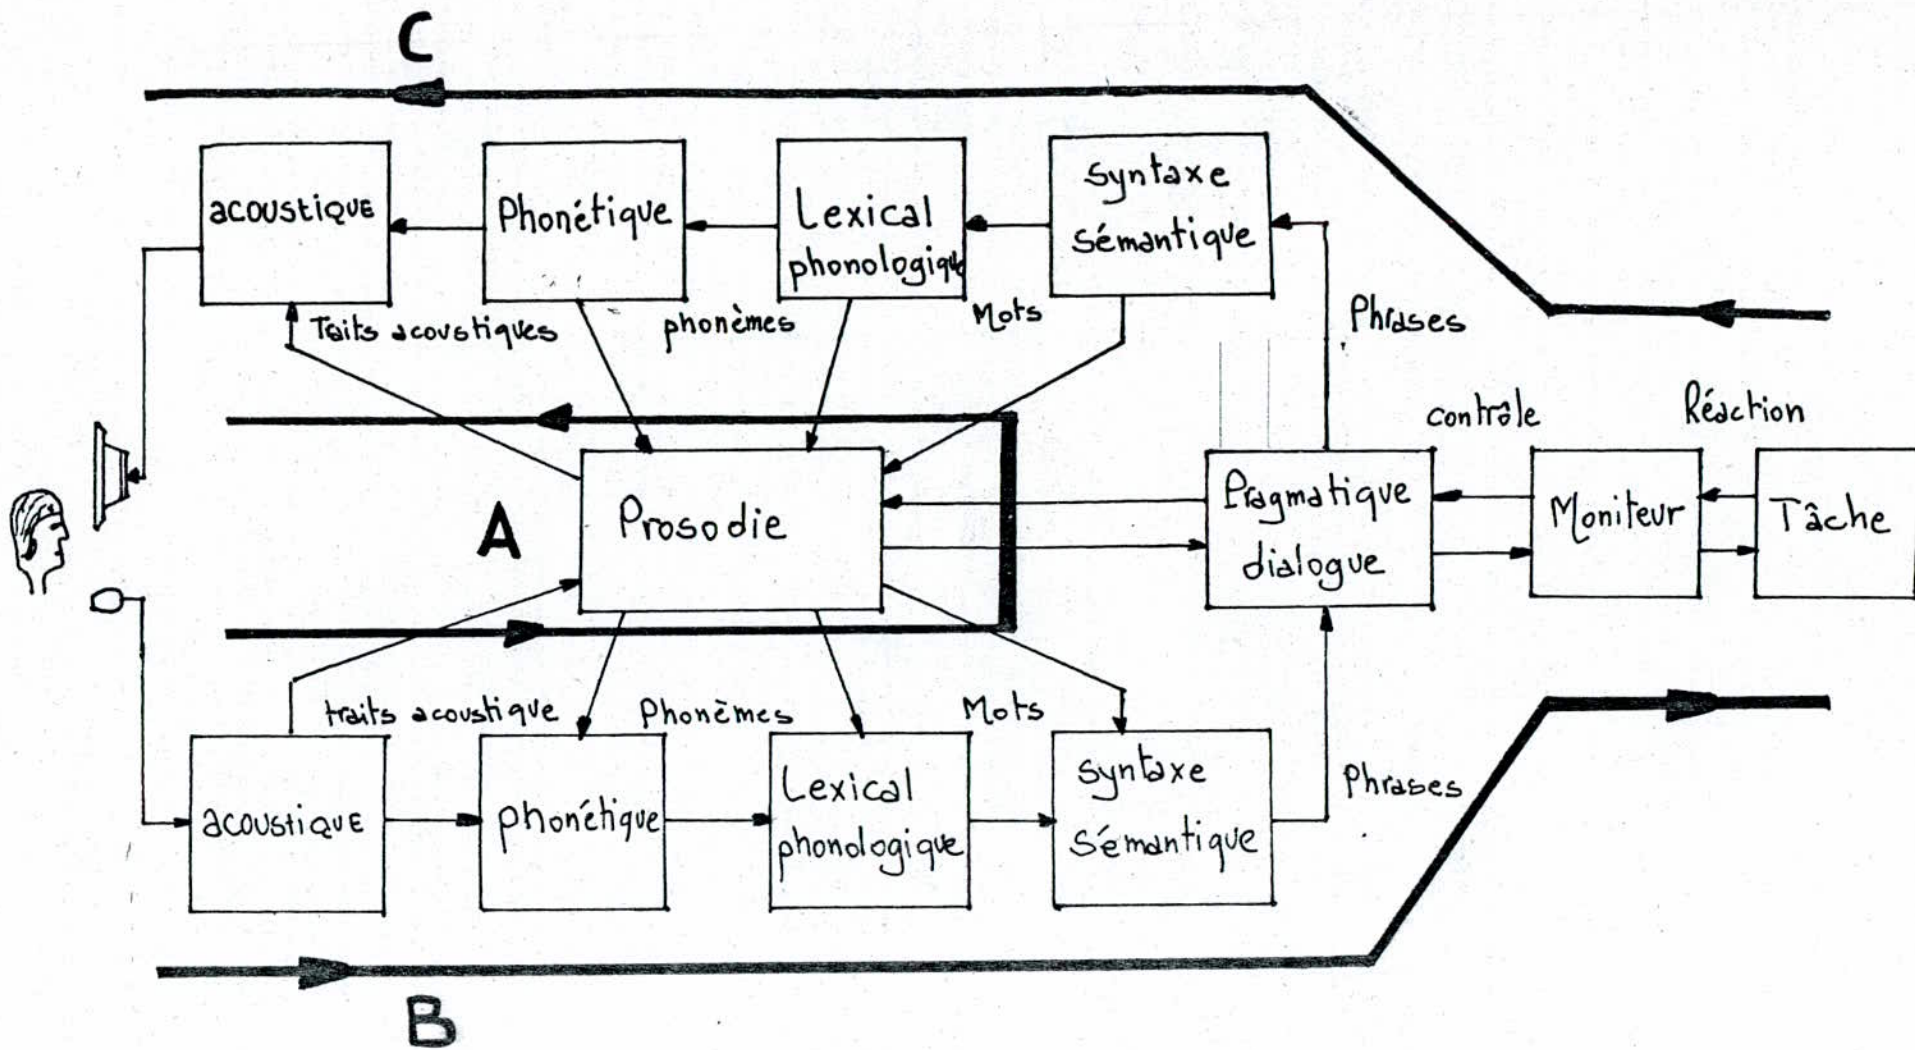 C
acoustique
Phonétique
Lexical
phonologique
Syntaxe
Sémantique
Traits acoustiques
phonèmes
Mots
Phrases
contrôle
Réaction
A
Prosodie
Pragmatique
dialogue
Moniteur
Tâche
traits acoustique
Phonèmes
Mots
Phrases
acoustique
phonétique
Lexical
phonologique
Syntaxe
Sémantique
B